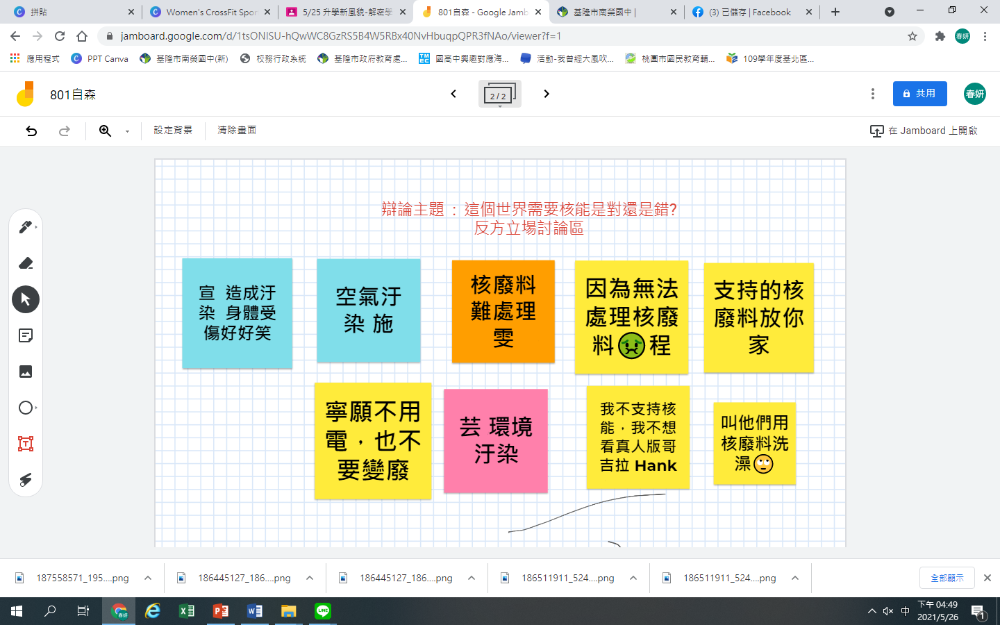 拼貼
Women's CrossFit Spor
5/25 升學新風貌-解密學
801自森 - Google Jamb
基隆市南榮國中 |
(3) 已儲存 | Facebook
jamboard.google.com/d/1tsONISU-hQwWC8GzRS5B4W5RBx40NvHbuqpQPR3fNAo/viewer?f=1
春妍
應用程式
PPT Canva
基隆市南榮國中(新)
校務行政系統
基隆市政府教育處...
國高中興趣對應海...
活動-我曾經大風吹...
桃園市國民教育輔...
109學年度基北區...
801自森
2 / 2
共用
春妍
設定背景
清除畫面
在 Jamboard 上開啟
辯論主題 : 這個世界需要核能是對還是錯?
反方立場討論區
宣 造成汙
染 身體受
傷好好笑
空氣汙
染 施
核廢料
難處理
雯
因為無法
處理核廢
料🤢程
支持的核
廢料放你
家
寧願不用
電，也不
要變廢
芸 環境
汙染
我不支持核
能，我不想
看真人版哥
吉拉 Hank
叫他們用
核廢料洗
澡🙄
187558571_195....png
186445127_186....png
186445127_186....png
186511911_524....png
186511911_524....png
全部顯示
中
下午 04:49
2021/5/26
1